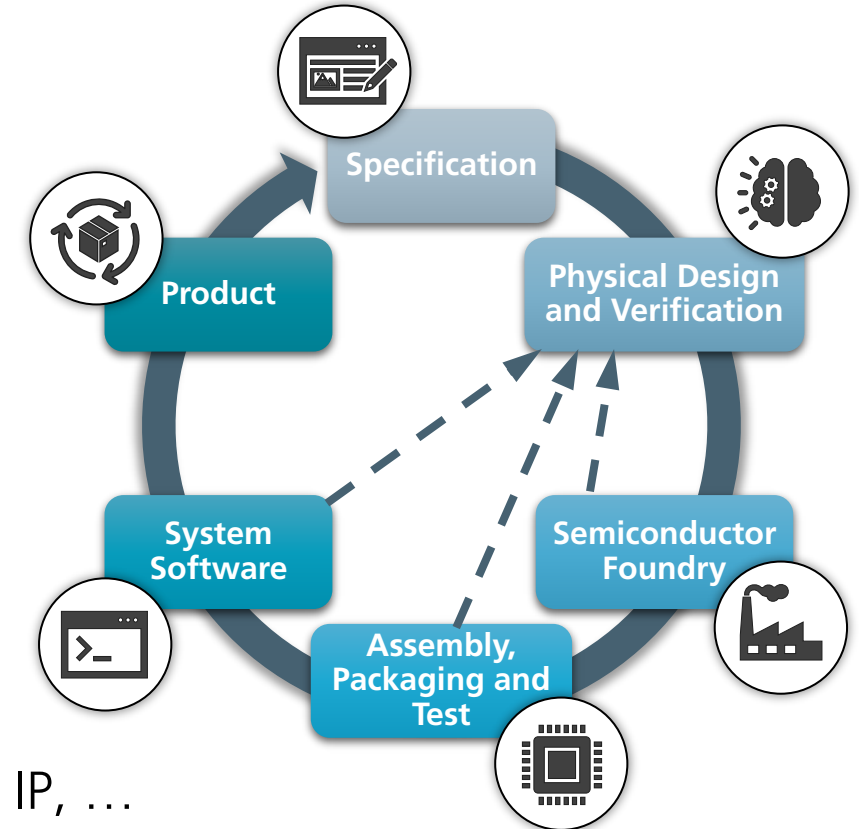 Specification
Physical Design
and Verification
Product
System
Software
Semiconductor
Foundry
Assembly,
Packaging and
Test
IP, …